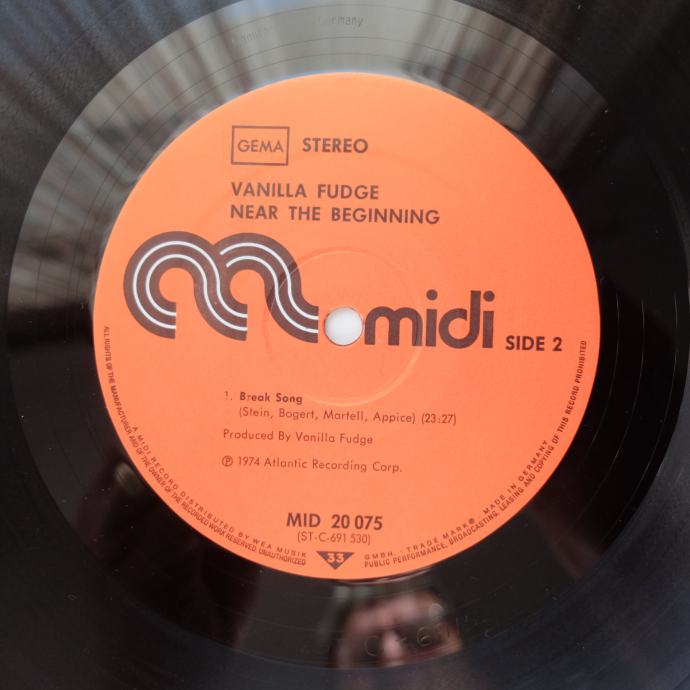 GEMA STEREO
VANILLA FUDGE
NEAR THE BEGINNING
midi SIDE 2
1. Break Song
(Stein, Bogert, Martell, Appice) (23:27)
Produced By Vanilla Fudge
℗ 1974 Atlantic Recording Corp.
MID 20 075
(ST-C-691 530)
33
A MIDI RECORD DISTRIBUTED BY WEA MUSIK GMBH. · TRADE MARK®. MADE IN GERMANY
ALL RIGHTS OF THE MANUFACTURER AND OF THE OWNER OF THE RECORDED WORK RESERVED. UNAUTHORIZED PUBLIC PERFORMANCE, BROADCASTING, LEASING AND COPYING OF THIS RECORD PROHIBITED
Germany